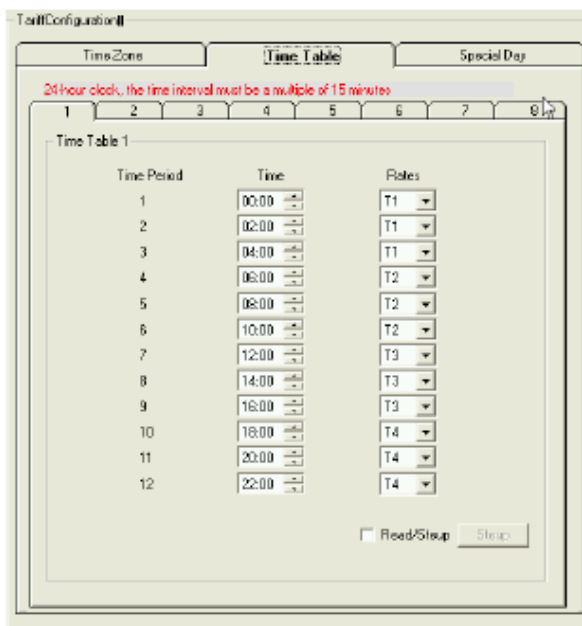 TariffConfiguration
Time Zone Time Table Special Day
24-hour clock, the time interval must be a multiple of 15 minutes
1 2 3 4 5 6 7 8
Time Table 1
Time Period Time Rates
1 00:00 T1
2 02:00 T1
3 04:00 T1
4 06:00 T2
5 08:00 T2
6 10:00 T2
7 12:00 T3
8 14:00 T3
9 16:00 T3
10 18:00 T4
11 20:00 T4
12 22:00 T4
Read/Steup Steup